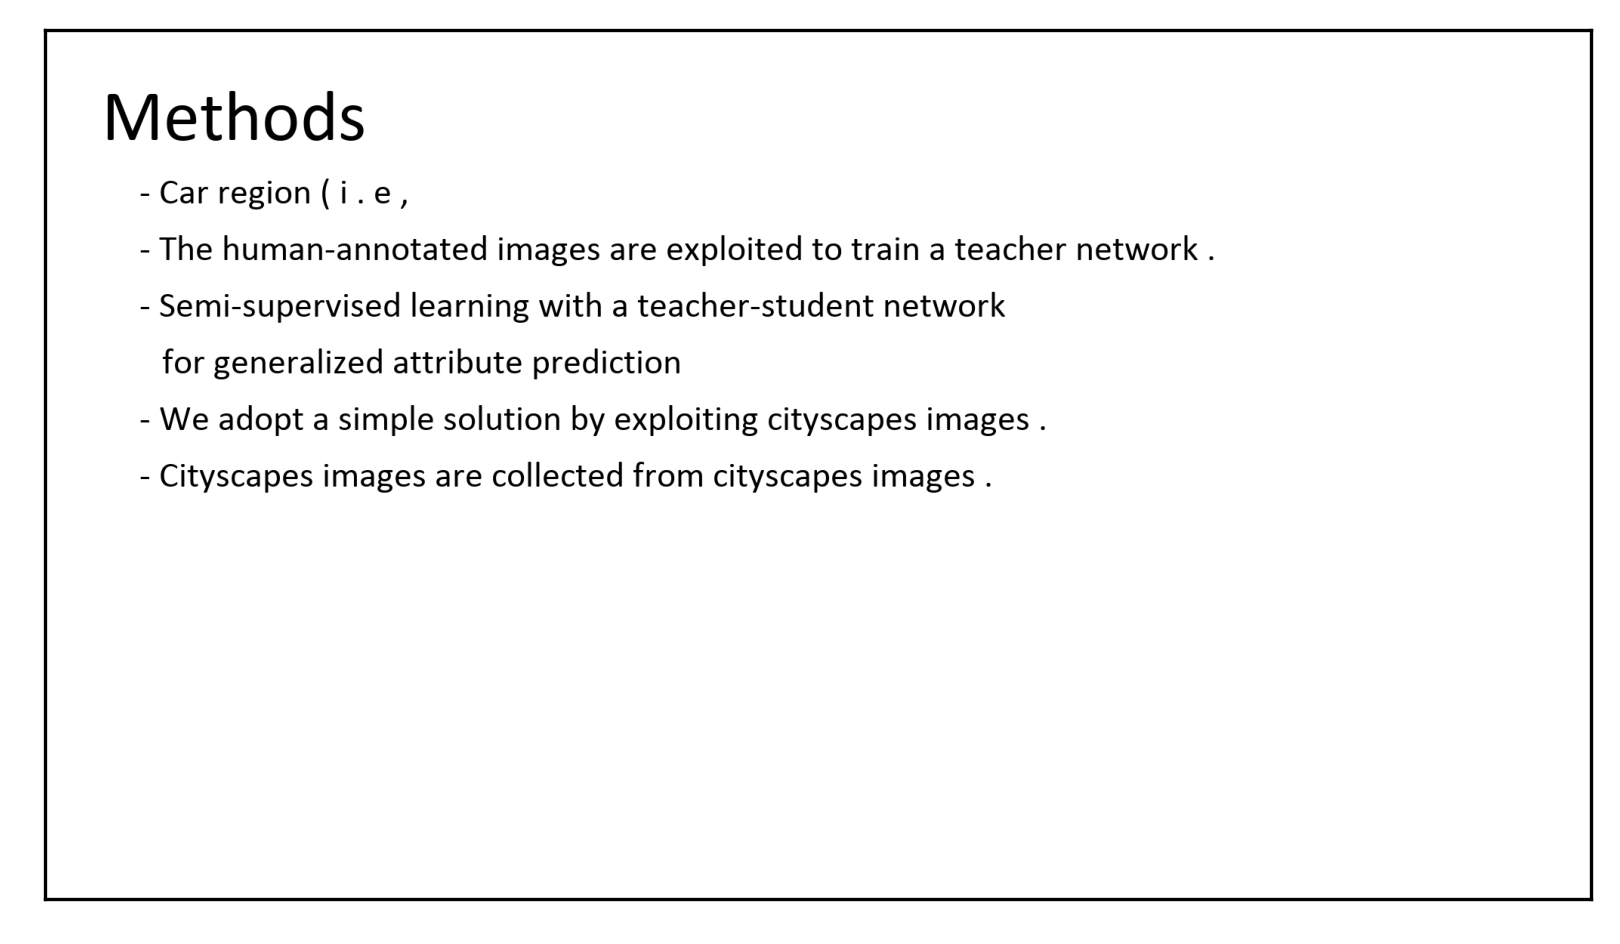 Methods
- Car region ( i . e ,
- The human-annotated images are exploited to train a teacher network .
- Semi-supervised learning with a teacher-student network
for generalized attribute prediction
- We adopt a simple solution by exploiting cityscapes images .
- Cityscapes images are collected from cityscapes images .